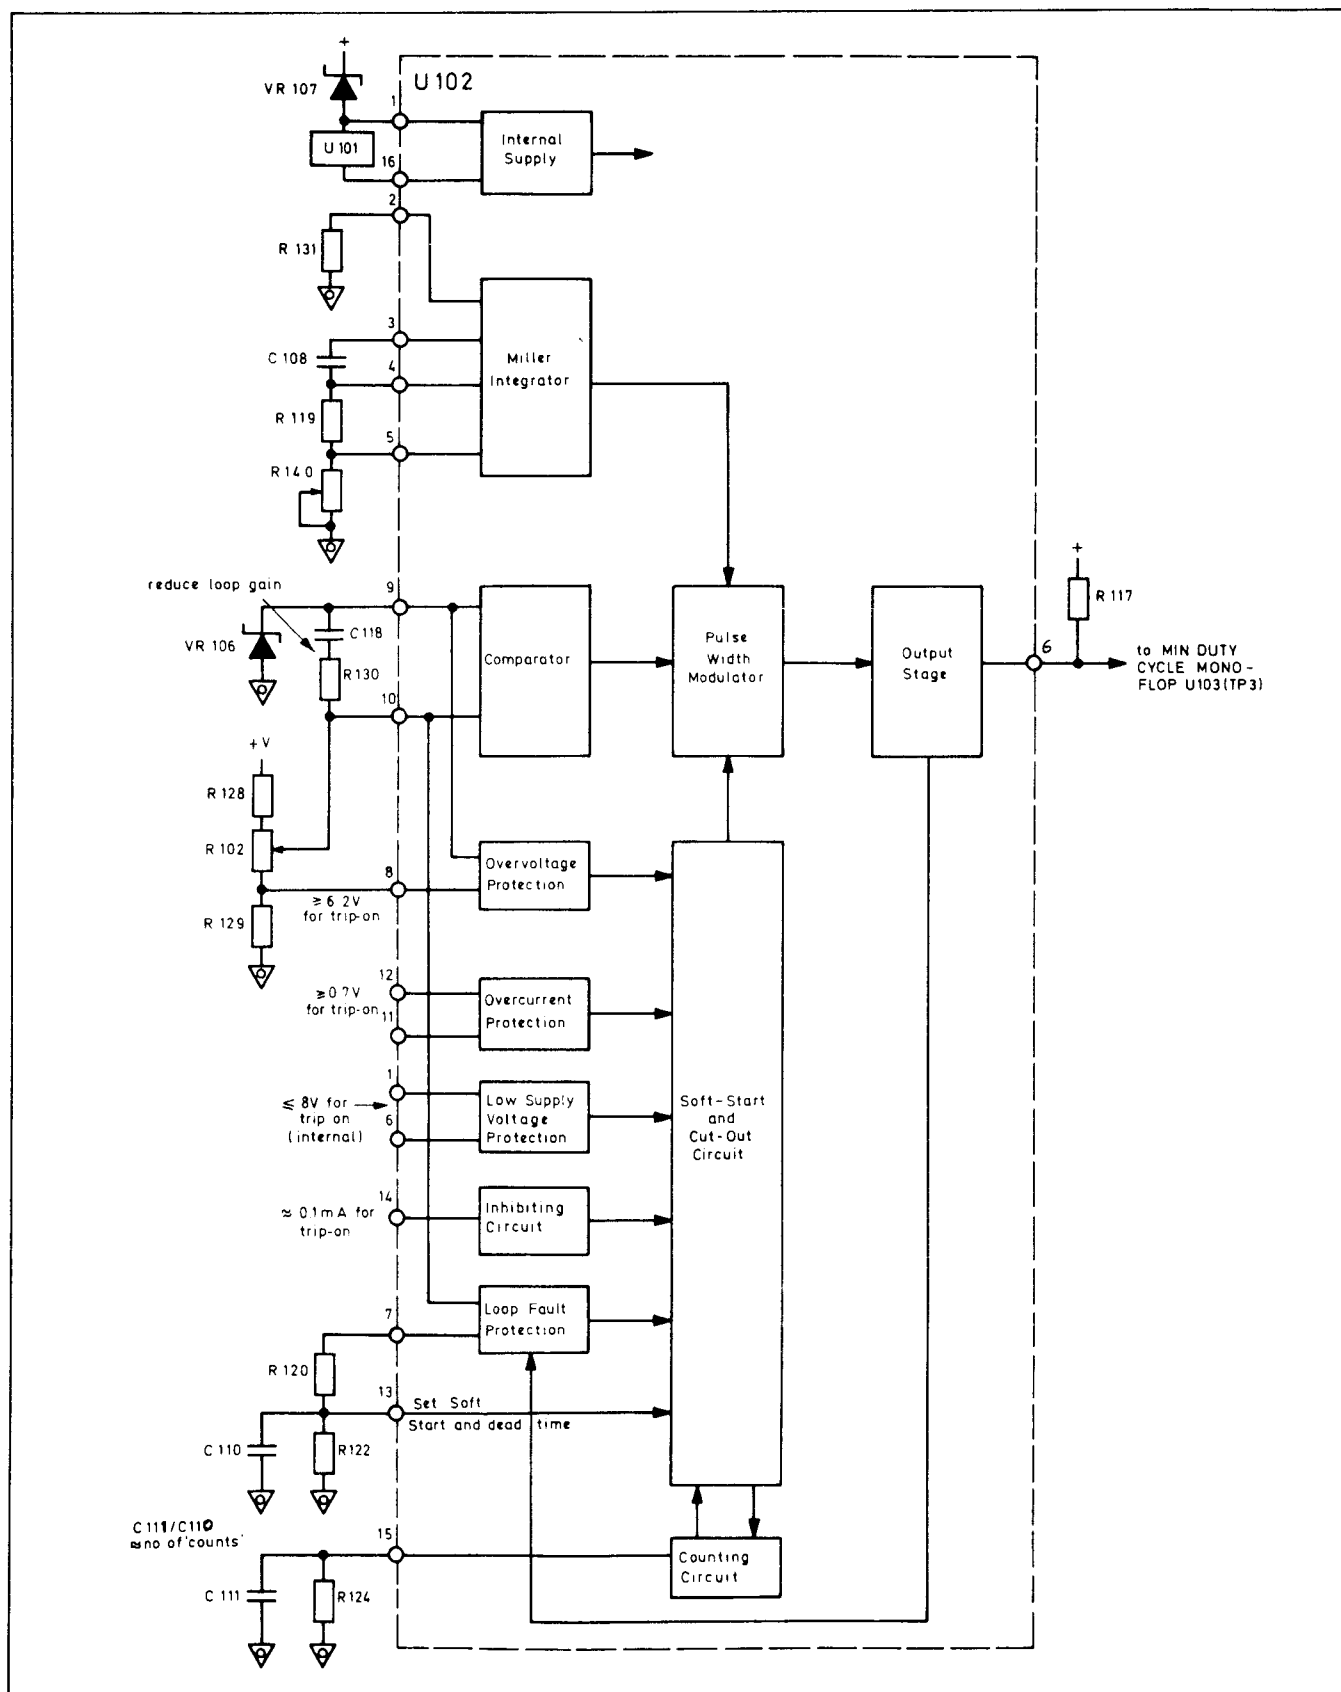 +
VR 107
U 102
1
U 101
16
Internal
Supply
2
R 131
3
C 108
4
Miller
Integrator
R 119
5
R 140
reduce loop gain
9
VR 106
C 118
R 130
10
Comparator
Pulse
Width
Modulator
Output
Stage
+
R 117
6
to MIN DUTY
CYCLE MONO-
FLOP U103 (TP3)
+V
R 128
R 102
8
≥ 6.2V
for trip-on
R 129
Overvoltage
Protection
12
≥ 0.7V
for trip-on
11
Overcurrent
Protection
1
≤ 8V for
trip on
(internal)
6
Low Supply
Voltage
Protection
Soft-Start
and
Cut-Out
Circuit
14
≈ 0.1mA for
trip-on
Inhibiting
Circuit
7
Loop Fault
Protection
R 120
13
Set Soft
Start and dead time
C 110
R122
C111/C110
≈ no of 'counts'
15
C 111
R124
Counting
Circuit